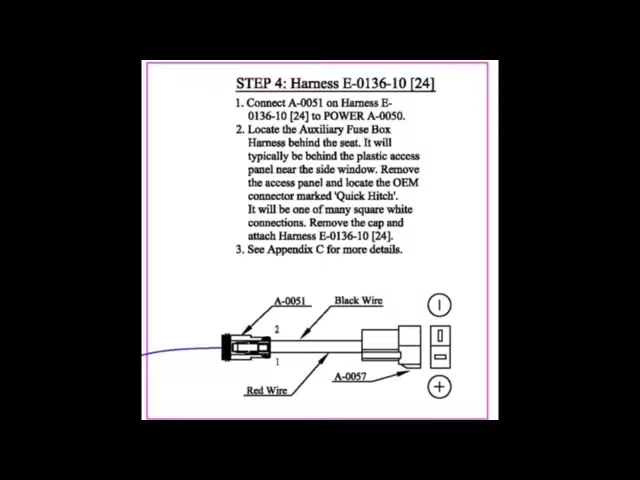 STEP 4: Harness E-0136-10 [24]
1. Connect A-0051 on Harness E-
0136-10 [24] to POWER A-0050.
2. Locate the Auxiliary Fuse Box
Harness behind the seat. It will
typically be behind the plastic access
panel near the side window. Remove
the access panel and locate the OEM
connector marked 'Quick Hitch'.
It will be one of many square white
connections. Remove the cap and
attach Harness E-0136-10 [24].
3. See Appendix C for more details.
A-0051
Black Wire
2
1
A-0057
Red Wire